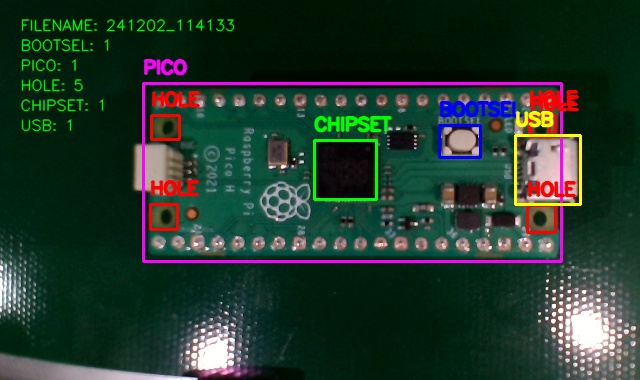 FILENAME: 241202_114133
BOOTSEL: 1
PICO: 1
HOLE: 5
CHIPSET: 1
USB: 1
PICO
HOLE
HOLE
HOLE
BOOTSEL
USB
CHIPSET
BOOTSEL
HOLE
HOLE
Raspberry Pi
Pico H
©2021